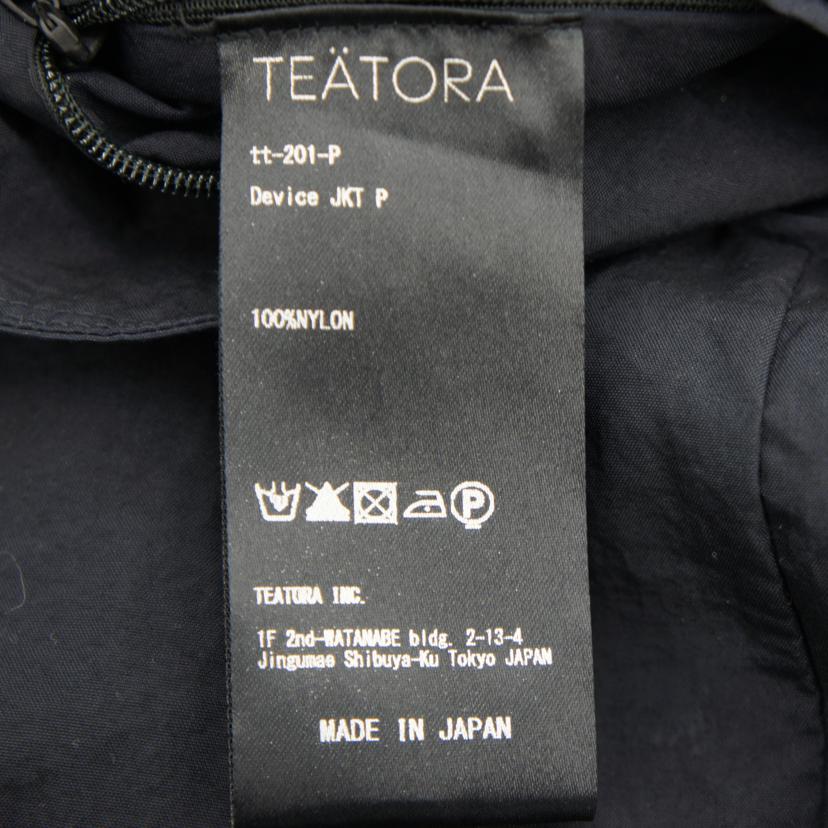 TEÄTORA
tt-201-P
Device JKT P
100%NYLON
P
TEATORA INC.
1F 2nd-WATANABE bldg. 2-13-4
Jingumae Shibuya-Ku Tokyo JAPAN
MADE IN JAPAN